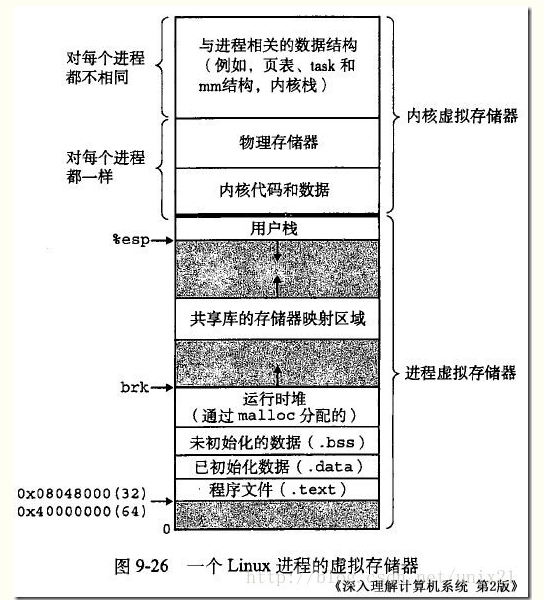 对每个进程
都不相同
与进程相关的数据结构
（例如，页表、task 和
mm结构，内核栈）
内核虚拟存储器
对每个进程
都一样
物理存储器
内核代码和数据
用户栈
%esp
共享库的存储器映射区域
进程虚拟存储器
brk
运行时堆
（通过 malloc 分配的）
未初始化的数据（.bss）
已初始化数据（.data）
程序文件（.text）
0x08048000(32)
0x40000000(64)
0
图 9-26 一个 Linux 进程的虚拟存储器
http://blog.csdn.net/unix21
《深入理解计算机系统 第2版》